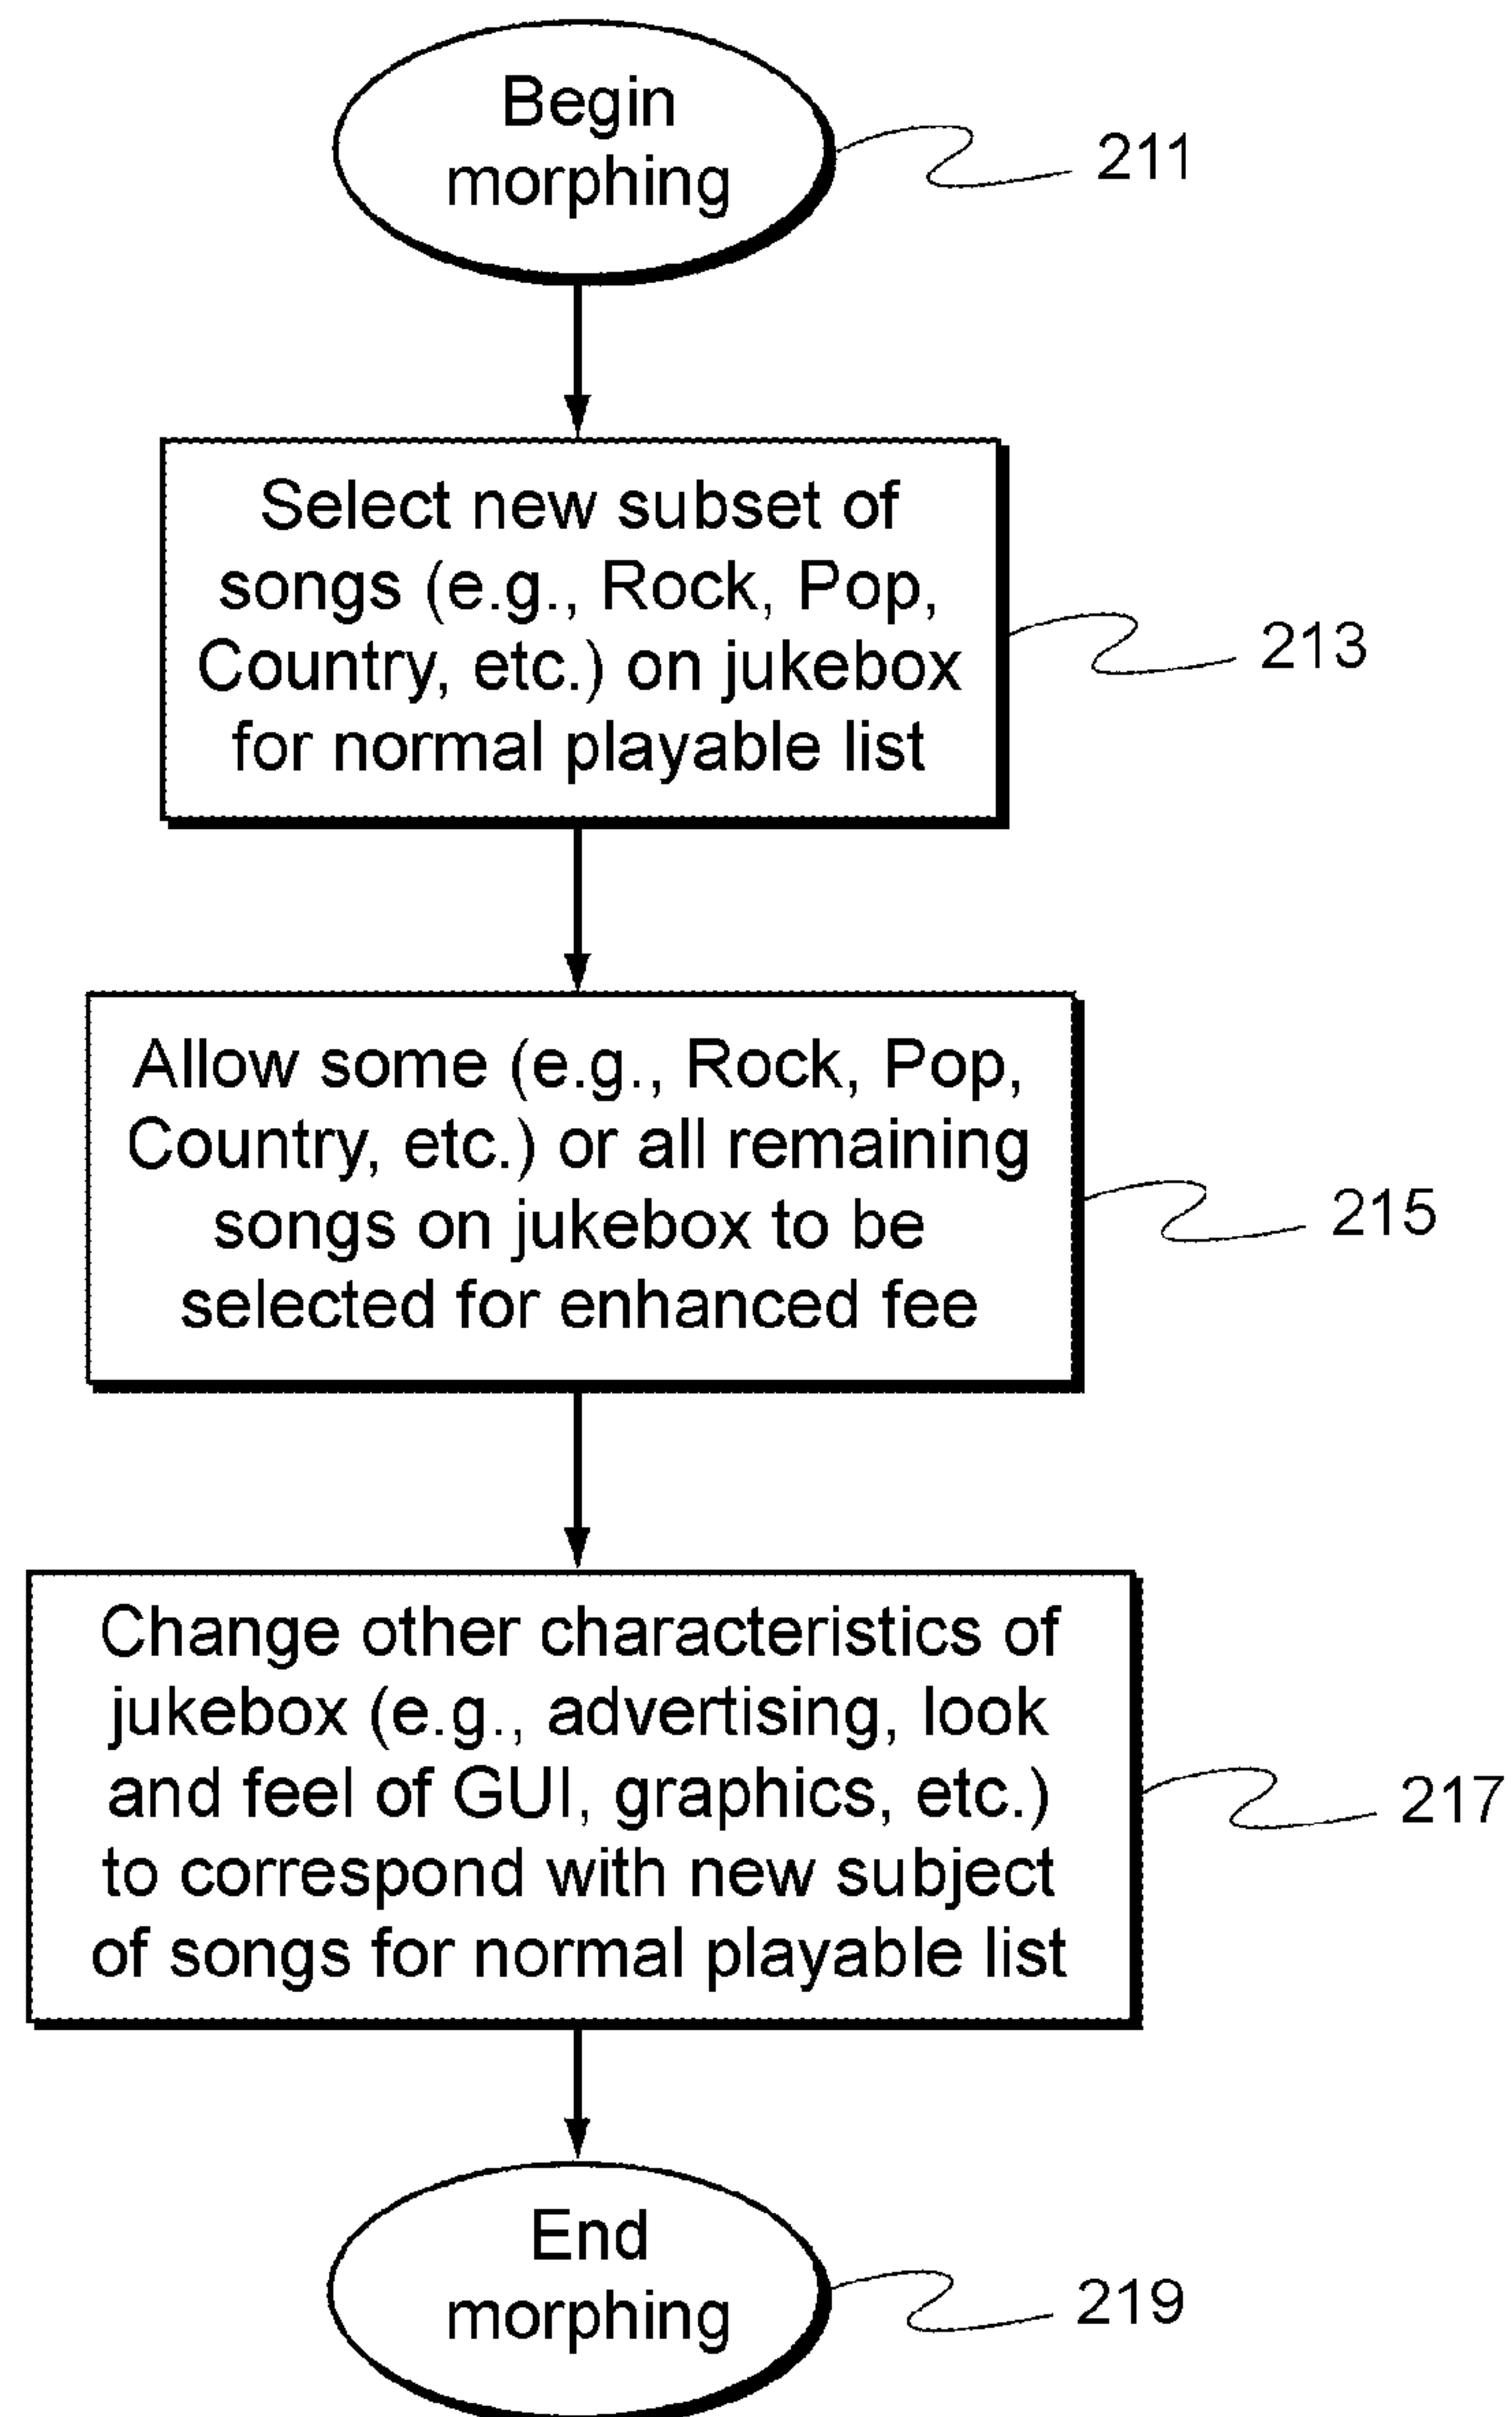 Begin
morphing
211
Select new subset of
songs (e.g., Rock, Pop,
Country, etc.) on jukebox
for normal playable list
213
Allow some (e.g., Rock, Pop,
Country, etc.) or all remaining
songs on jukebox to be
selected for enhanced fee
215
Change other characteristics of
jukebox (e.g., advertising, look
and feel of GUI, graphics, etc.)
to correspond with new subject
of songs for normal playable list
217
End
morphing
219